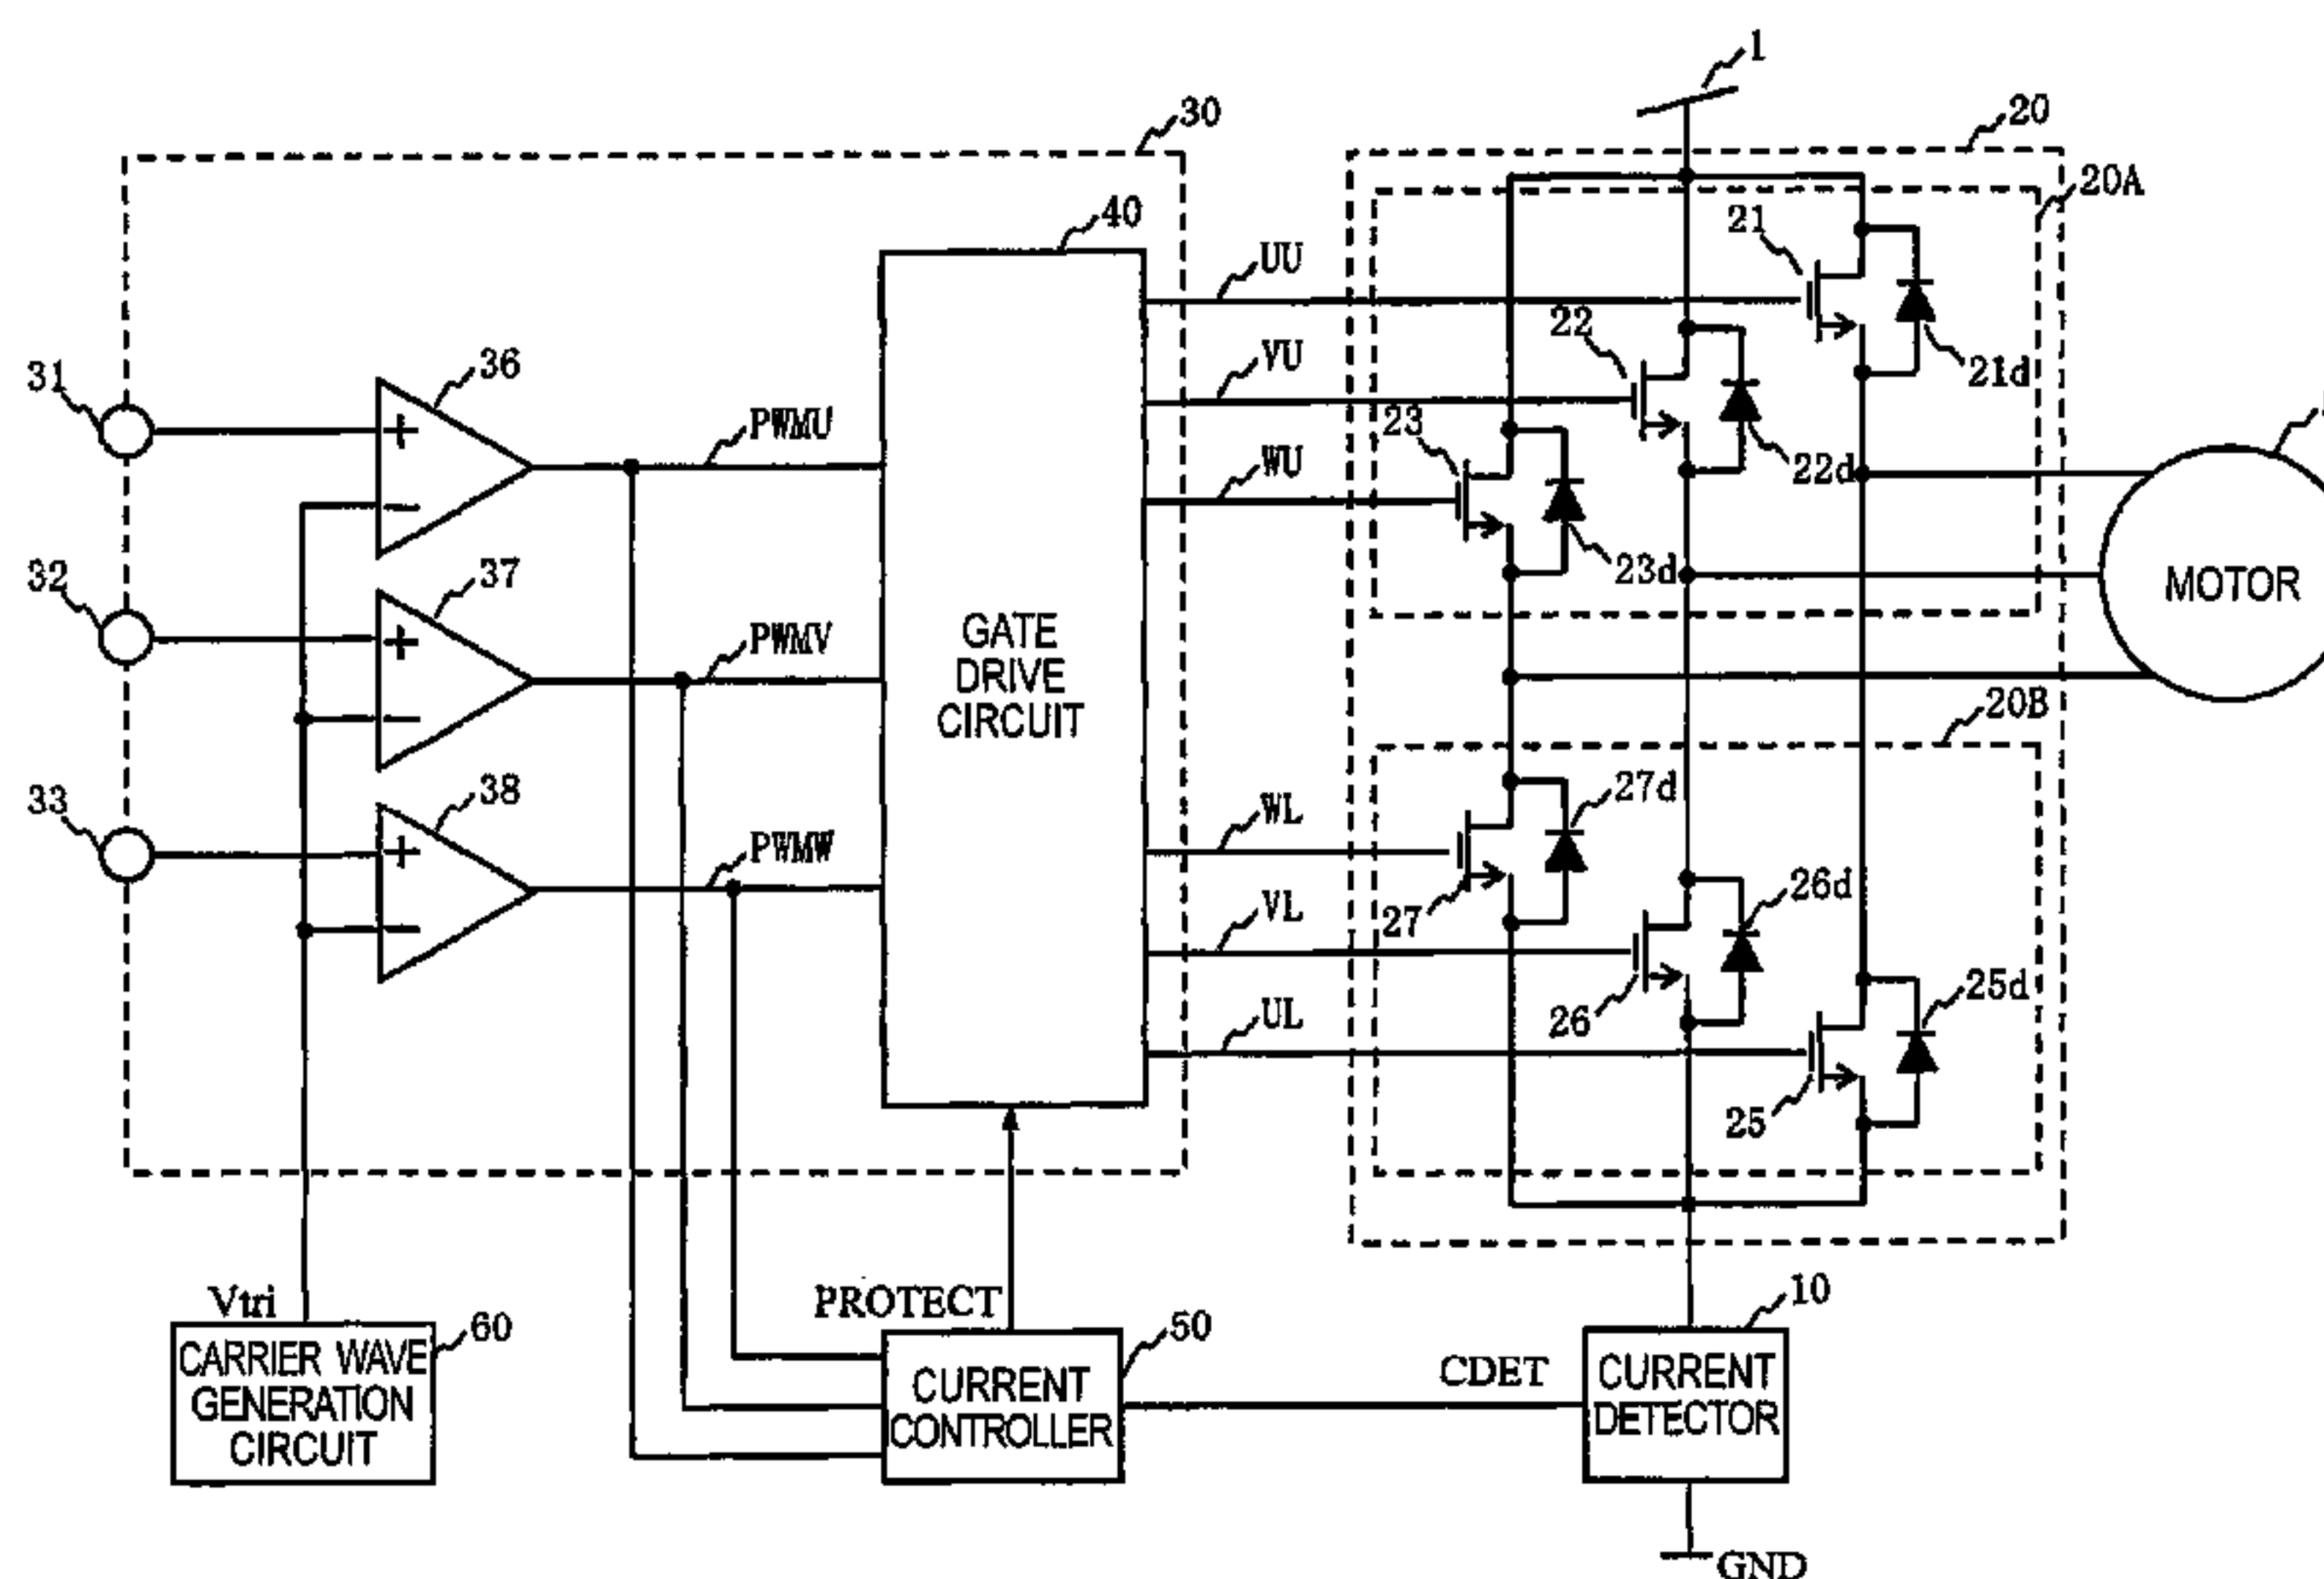 1
30
20
20A
40
21
UU
22
21d
VU
31
36
23
PWMU
WU
22d
32
37
23d
MOTOR
PWMV
GATE
DRIVE
CIRCUIT
20B
33
38
27d
WL
PWMW
26d
27
VL
25d
UL
26
25
Vtri
PROTECT
10
60
50
CARRIER WAVE
GENERATION
CIRCUIT
CURRENT
CONTROLLER
CDET
CURRENT
DETECTOR
GND